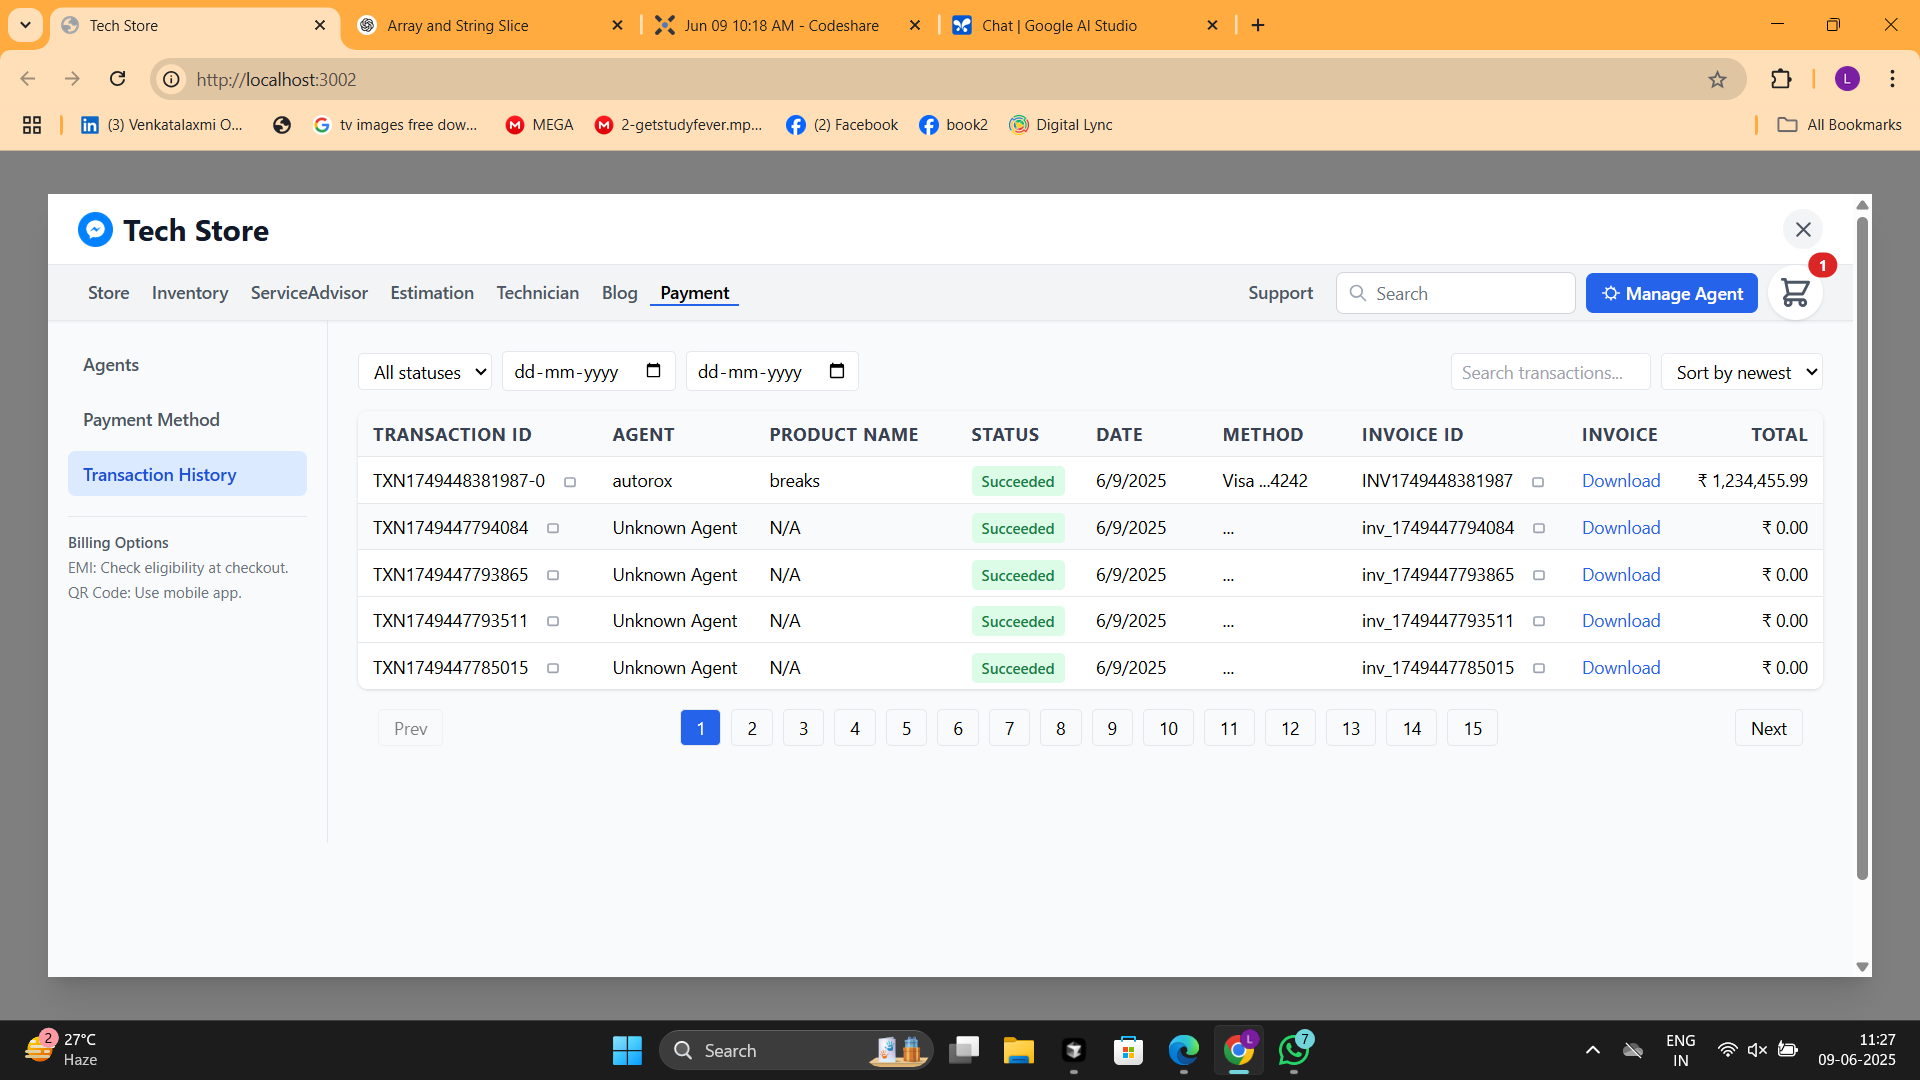 Tech Store
Array and String Slice
Jun 09 10:18 AM - Codeshare
Chat | Google AI Studio
http://localhost:3002
L
(3) Venkatalaxmi O...
tv images free dow...
MEGA
2-getstudyfever.mp...
(2) Facebook
book2
Digital Lync
All Bookmarks
Tech Store
1
Store Inventory ServiceAdvisor Estimation Technician Blog Payment Support Search Manage Agent
Agents
Payment Method
Transaction History
Billing Options
EMI: Check eligibility at checkout.
QR Code: Use mobile app.
All statuses dd-mm-yyyy dd-mm-yyyy Search transactions... Sort by newest
TRANSACTION ID AGENT PRODUCT NAME STATUS DATE METHOD INVOICE ID INVOICE TOTAL
TXN1749448381987-0 autorox breaks Succeeded 6/9/2025 Visa ...4242 INV1749448381987 Download ₹ 1,234,455.99
TXN1749447794084 Unknown Agent N/A Succeeded 6/9/2025 ... inv_1749447794084 Download ₹ 0.00
TXN1749447793865 Unknown Agent N/A Succeeded 6/9/2025 ... inv_1749447793865 Download ₹ 0.00
TXN1749447793511 Unknown Agent N/A Succeeded 6/9/2025 ... inv_1749447793511 Download ₹ 0.00
TXN1749447785015 Unknown Agent N/A Succeeded 6/9/2025 ... inv_1749447785015 Download ₹ 0.00
Prev 1 2 3 4 5 6 7 8 9 10 11 12 13 14 15 Next
2
27°C
Haze
Search
L
7
ENG
IN
11:27
09-06-2025